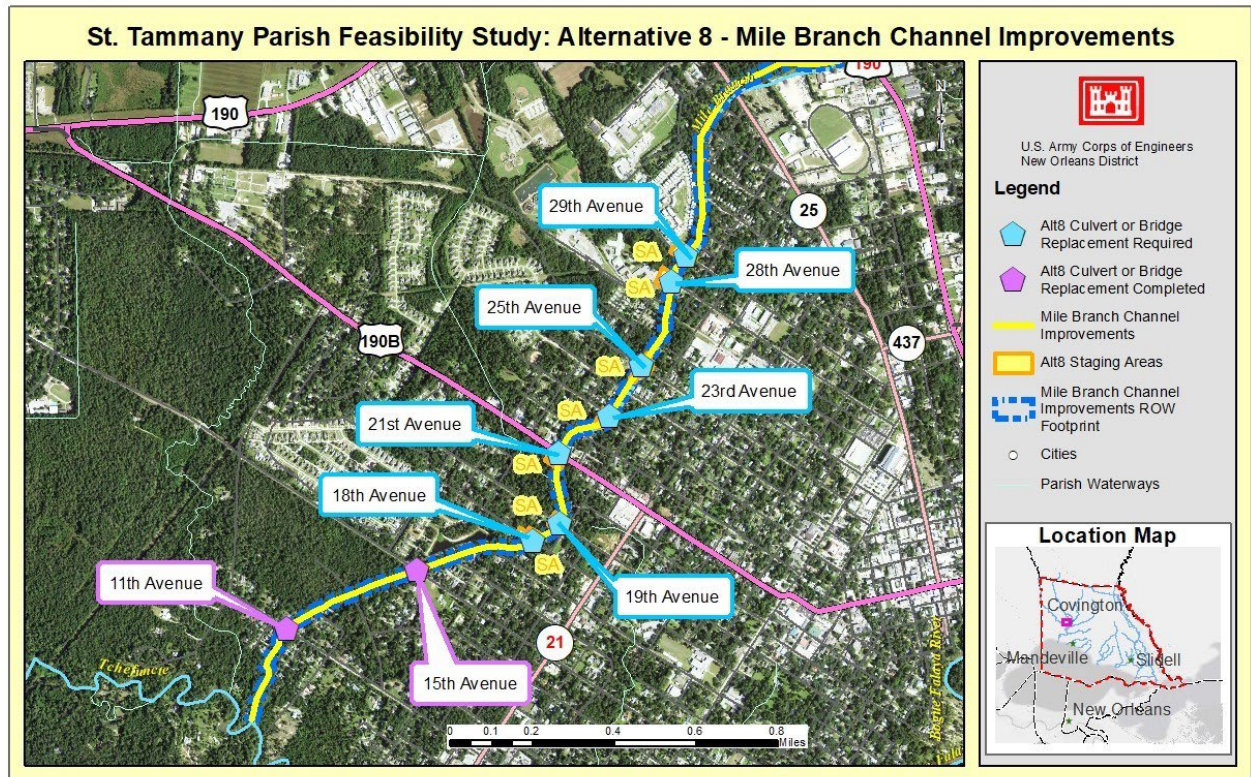 St. Tammany Parish Feasibility Study: Alternative 8 - Mile Branch Channel Improvements
190
190
Mile Branch
N
29th Avenue
25
SA
28th Avenue
SA
25th Avenue
190B
437
SA
23rd Avenue
SA
21st Avenue
SA
18th Avenue
SA
SA
19th Avenue
11th Avenue
21
15th Avenue
Tchefuncte
Bogue Falaya River
0 0.1 0.2 0.4 0.6 0.8
Miles
U.S. Army Corps of Engineers
New Orleans District
Legend
Alt8 Culvert or Bridge
Replacement Required
Alt8 Culvert or Bridge
Replacement Completed
Mile Branch Channel
Improvements
Alt8 Staging Areas
Mile Branch Channel
Improvements ROW
Footprint
Cities
Parish Waterways
Location Map
Covington
Mandeville
Slidell
New Orleans